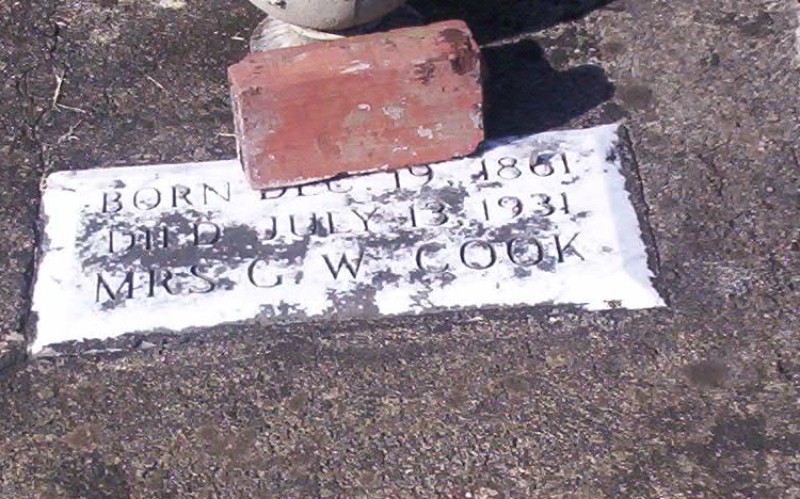 BORN DEC. 19, 1861
DIED JULY 13, 1931
MRS G. W. COOK